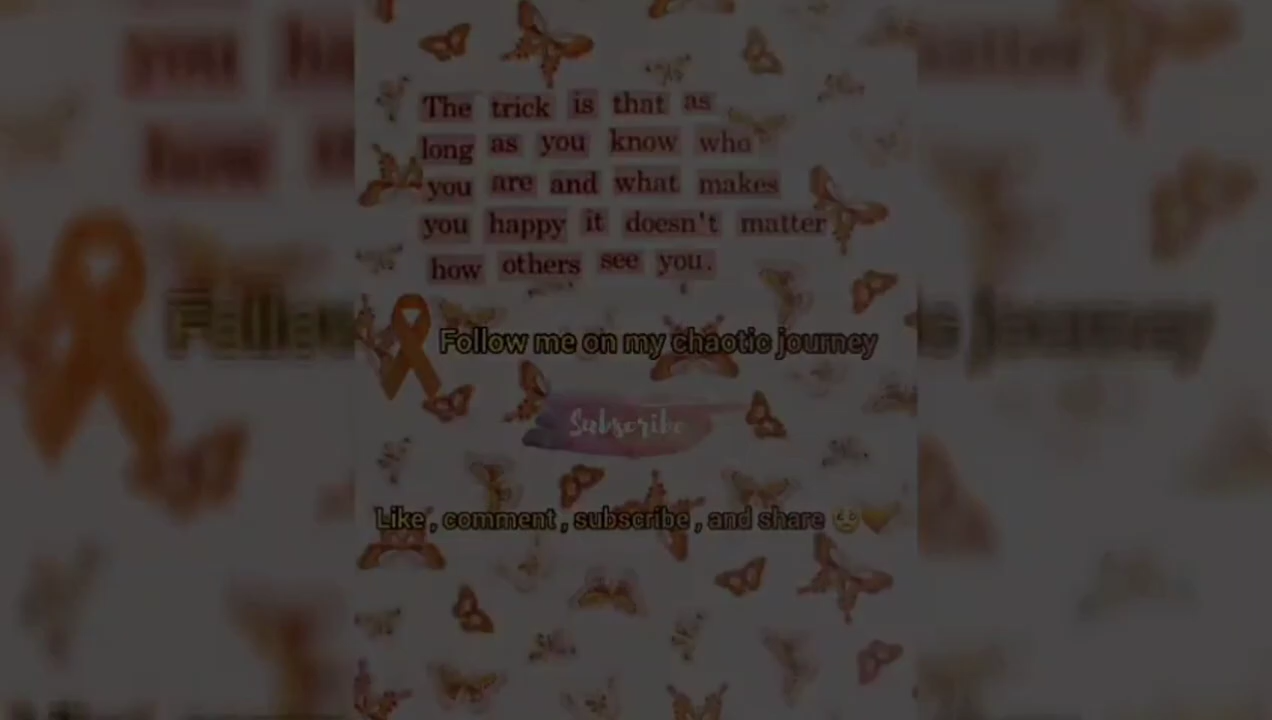 The trick is that as
long as you know who
you are and what makes
you happy it doesn't matter
how others see you.
Follow me on my chaotic journey
Subscribe
Like , comment , subscribe , and share 🥺💛